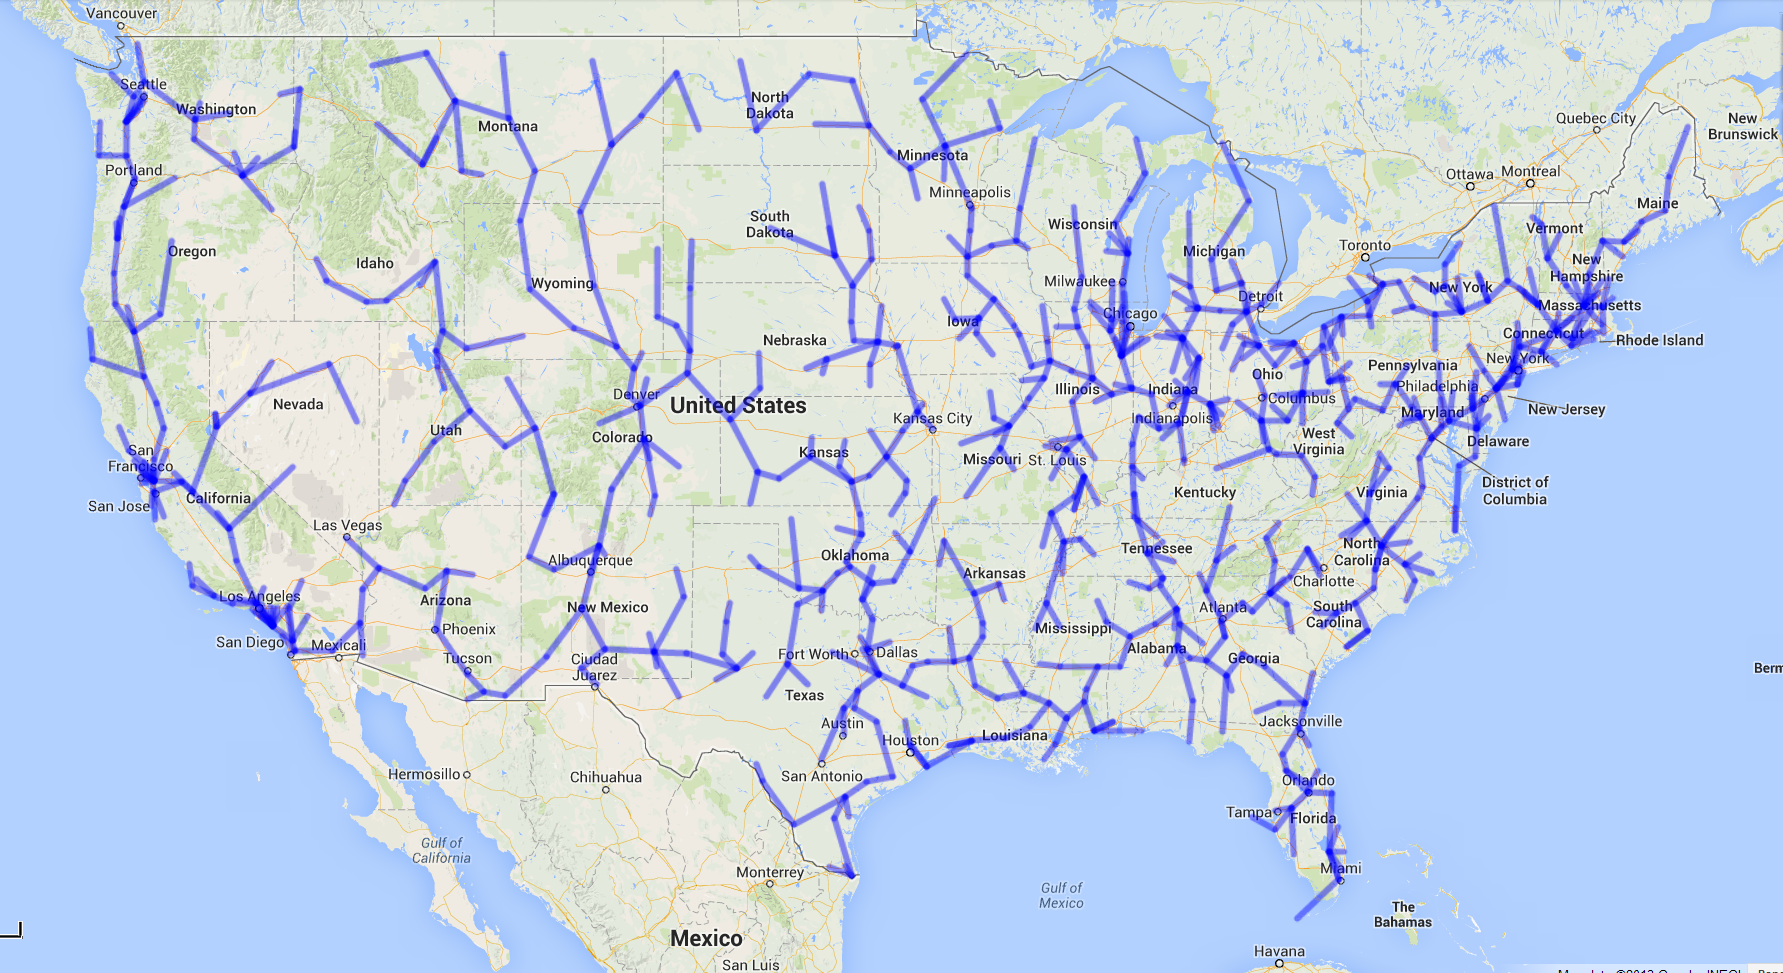 Vancouver
Seattle
Washington
Portland
Oregon
Idaho
Montana
Wyoming
North
Dakota
South
Dakota
Minnesota
Minneapolis
Wisconsin
Milwaukee
Michigan
Detroit
Chicago
Toronto
Ottawa
Montreal
Quebec City
New
Brunswick
Maine
Vermont
New
Hampshire
New York
Massachusetts
Connecticut
Rhode Island
New York
Pennsylvania
Philadelphia
New Jersey
Maryland
Delaware
District of
Columbia
Ohio
Columbus
Indiana
Indianapolis
Illinois
Iowa
Nebraska
United States
Denver
Colorado
Utah
Nevada
San
Francisco
San Jose
California
Las Vegas
Los Angeles
San Diego
Mexicali
Arizona
Phoenix
Tucson
Albuquerque
New Mexico
Ciudad
Juarez
Kansas
Kansas City
Missouri
St. Louis
Kentucky
West
Virginia
Virginia
North
Carolina
Charlotte
South
Carolina
Tennessee
Arkansas
Oklahoma
Mississippi
Alabama
Atlanta
Georgia
Fort Worth
Dallas
Texas
Austin
Houston
San Antonio
Louisiana
Jacksonville
Orlando
Tampa
Florida
Miami
Hermosillo
Chihuahua
Gulf of
California
Monterrey
Gulf of
Mexico
The
Bahamas
Havana
Mexico
San Luis
Berm